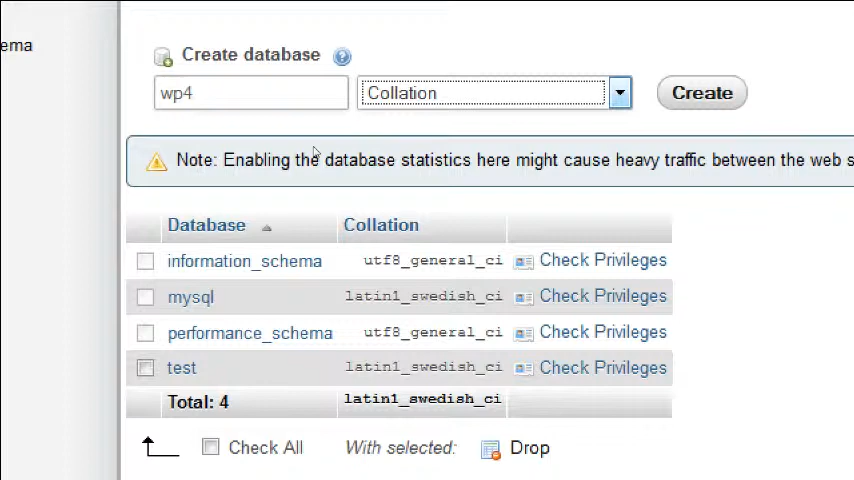 ema
Create database
wp4 Collation Create
Note: Enabling the database statistics here might cause heavy traffic between the web s
Database Collation
information_schema utf8_general_ci Check Privileges
mysql latin1_swedish_ci Check Privileges
performance_schema utf8_general_ci Check Privileges
test latin1_swedish_ci Check Privileges
Total: 4 latin1_swedish_ci
Check All With selected: Drop